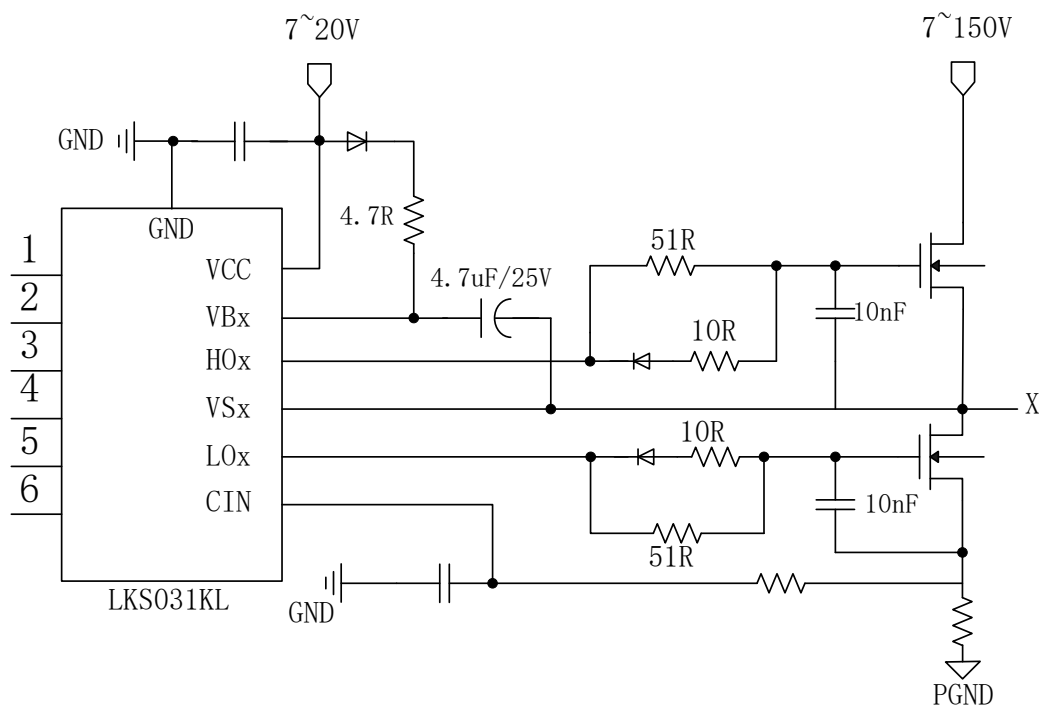 7~20V
7~150V
GND
GND
4.7R
51R
1
VCC
4.7uF/25V
2
VBx
10nF
10R
3
HOx
4
VSx
X
10R
5
LOx
6
CIN
10nF
51R
LKS031KL
GND
PGND